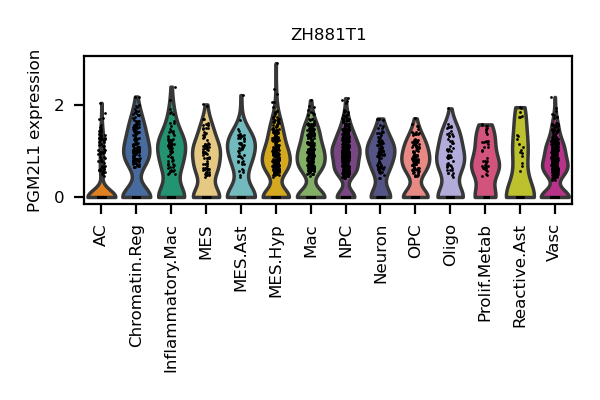 ZH881T1
PGM2L1 expression
2
0
AC
Chromatin.Reg
Inflammatory.Mac
MES
MES.Ast
MES.Hyp
Mac
NPC
Neuron
OPC
Oligo
Prolif.Metab
Reactive.Ast
Vasc